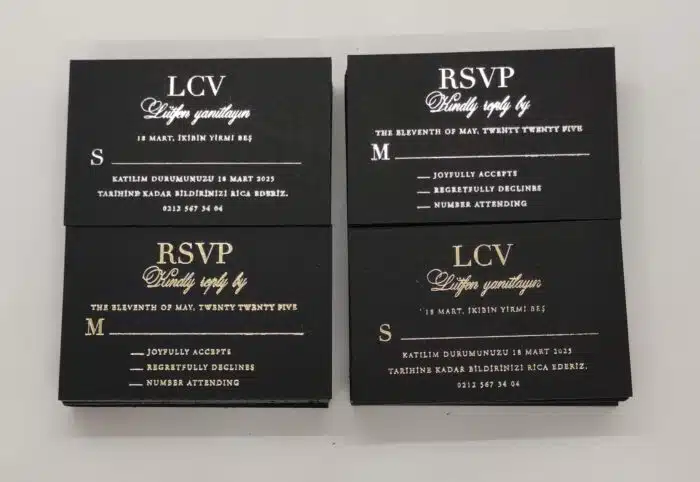 LCV
Lütfen yanıtlayın
18 MART, İKİBİN YİRMİ BEŞ
S
KATILIM DURUMUNUZU 18 MART 2025
TARİHİNE KADAR BİLDİRİNİZİ RİCA EDERİZ.
0212 567 34 04
RSVP
Kindly reply by
THE ELEVENTH OF MAY, TWENTY TWENTY FIVE
M
JOYFULLY ACCEPTS
REGRETFULLY DECLINES
NUMBER ATTENDING
RSVP
Kindly reply by
THE ELEVENTH OF MAY, TWENTY TWENTY FIVE
M
JOYFULLY ACCEPTS
REGRETFULLY DECLINES
NUMBER ATTENDING
LCV
Lütfen yanıtlayın
18 MART, İKİBİN YİRMİ BEŞ
S
KATILIM DURUMUNUZU 18 MART 2025
TARİHİNE KADAR BİLDİRİNİZİ RİCA EDERİZ.
0212 567 34 04